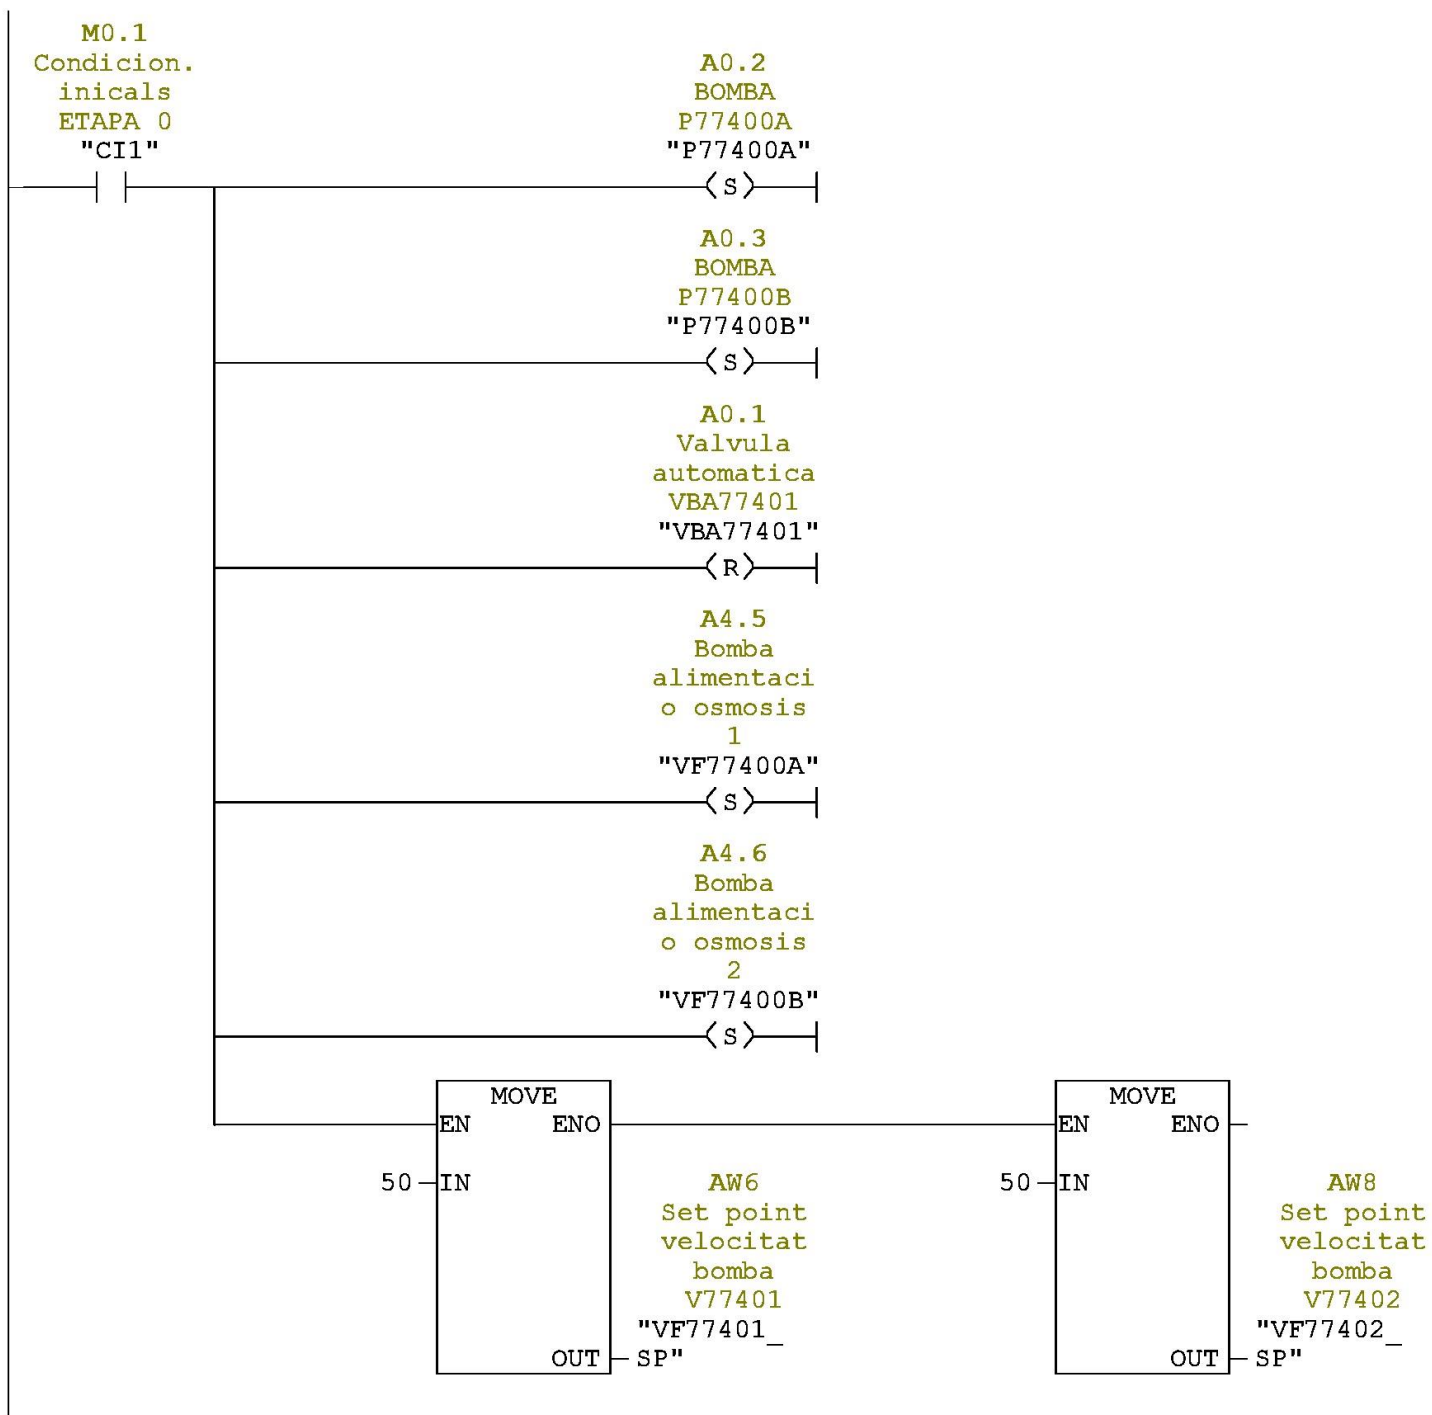 M0.1
Condicion.
inicals
ETAPA 0
"CI1"
A0.2
BOMBA
P77400A
"P77400A"
S
A0.3
BOMBA
P77400B
"P77400B"
S
A0.1
Valvula
automatica
VBA77401
"VBA77401"
R
A4.5
Bomba
alimentaci
o osmosis
1
"VF77400A"
S
A4.6
Bomba
alimentaci
o osmosis
2
"VF77400B"
S
MOVE
EN ENO
50 IN
OUT
AW6
Set point
velocitat
bomba
V77401
"VF77401_
SP"
MOVE
EN ENO
50 IN
OUT
AW8
Set point
velocitat
bomba
V77402
"VF77402_
SP"